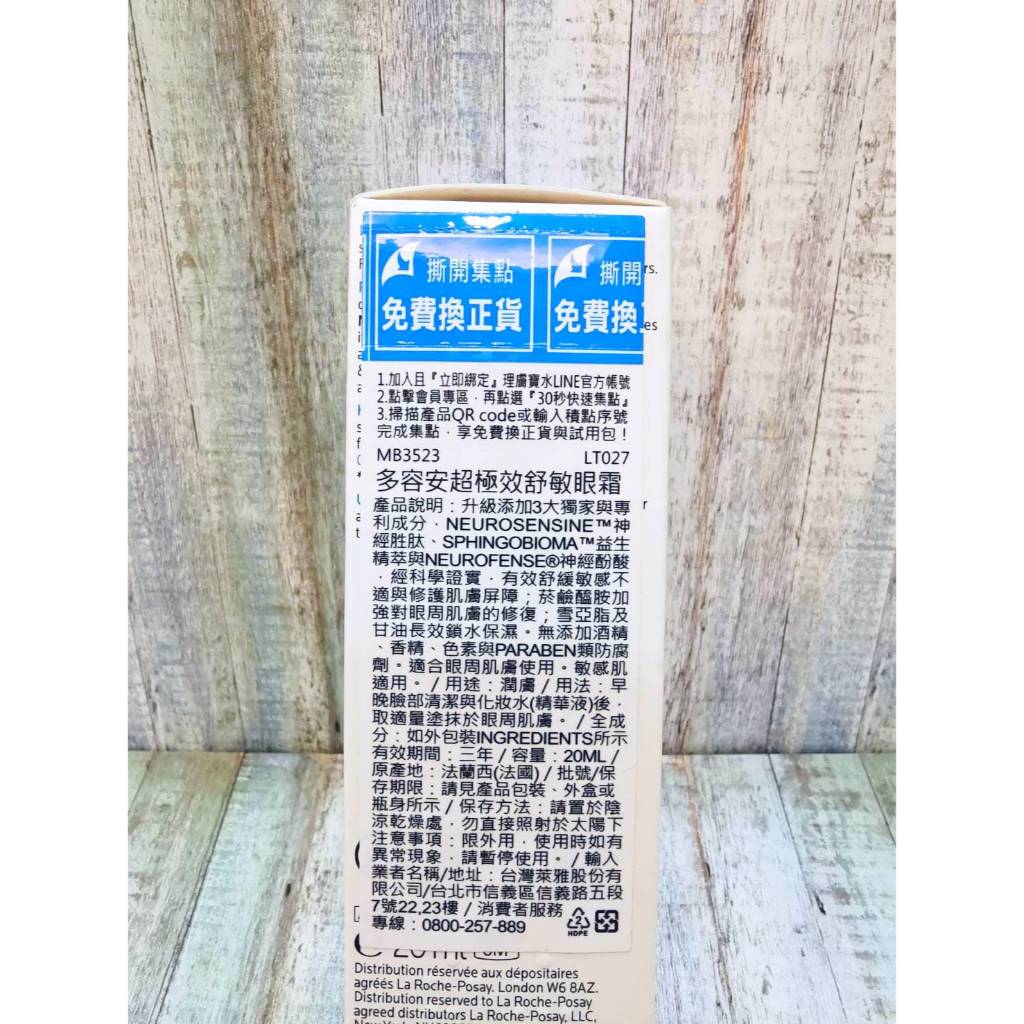 撕開集點 撕開
免費換正貨 免費換
rs.
es
1.加入且『立即綁定』理膚寶水LINE官方帳號
2.點擊會員專區，再點選『30秒快速集點』
3.掃描產品QR code或輸入積點序號
完成集點，享免費換正貨與試用包！
MB3523 LT027
多容安超極效舒敏眼霜
產品說明：升級添加3大獨家與專
利成分，NEUROSENSINE™神
經胜肽、SPHINGOBIOMA™益生
精萃與NEUROFENSE®神經酚酸
，經科學證實，有效舒緩敏感不
適與修護肌膚屏障；菸鹼醯胺加
強對眼周肌膚的修復；雪亞脂及
甘油長效鎖水保濕。無添加酒精
、香精、色素與PARABEN類防腐
劑。適合眼周肌膚使用。敏感肌
適用。/ 用途：潤膚 / 用法：早
晚臉部清潔與化妝水(精華液)後，
取適量塗抹於眼周肌膚。/ 全成
分：如外包裝INGREDIENTS所示
有效期間：三年 / 容量：20ML /
原產地：法蘭西(法國) / 批號/保
存期限：請見產品包裝、外盒或
瓶身所示 / 保存方法：請置於陰
涼乾燥處，勿直接照射於太陽下
注意事項：限外用，使用時如有
異常現象，請暫停使用。/ 輸入
業者名稱/地址：台灣萊雅股份有
限公司/台北市信義區信義路五段
7號22,23樓 / 消費者服務
專線：0800-257-889
2
HDPE
Distribution réservée aux dépositaires
agréés La Roche-Posay. London W6 8AZ.
Distribution reserved to La Roche-Posay
agreed distributors La Roche-Posay, LLC,